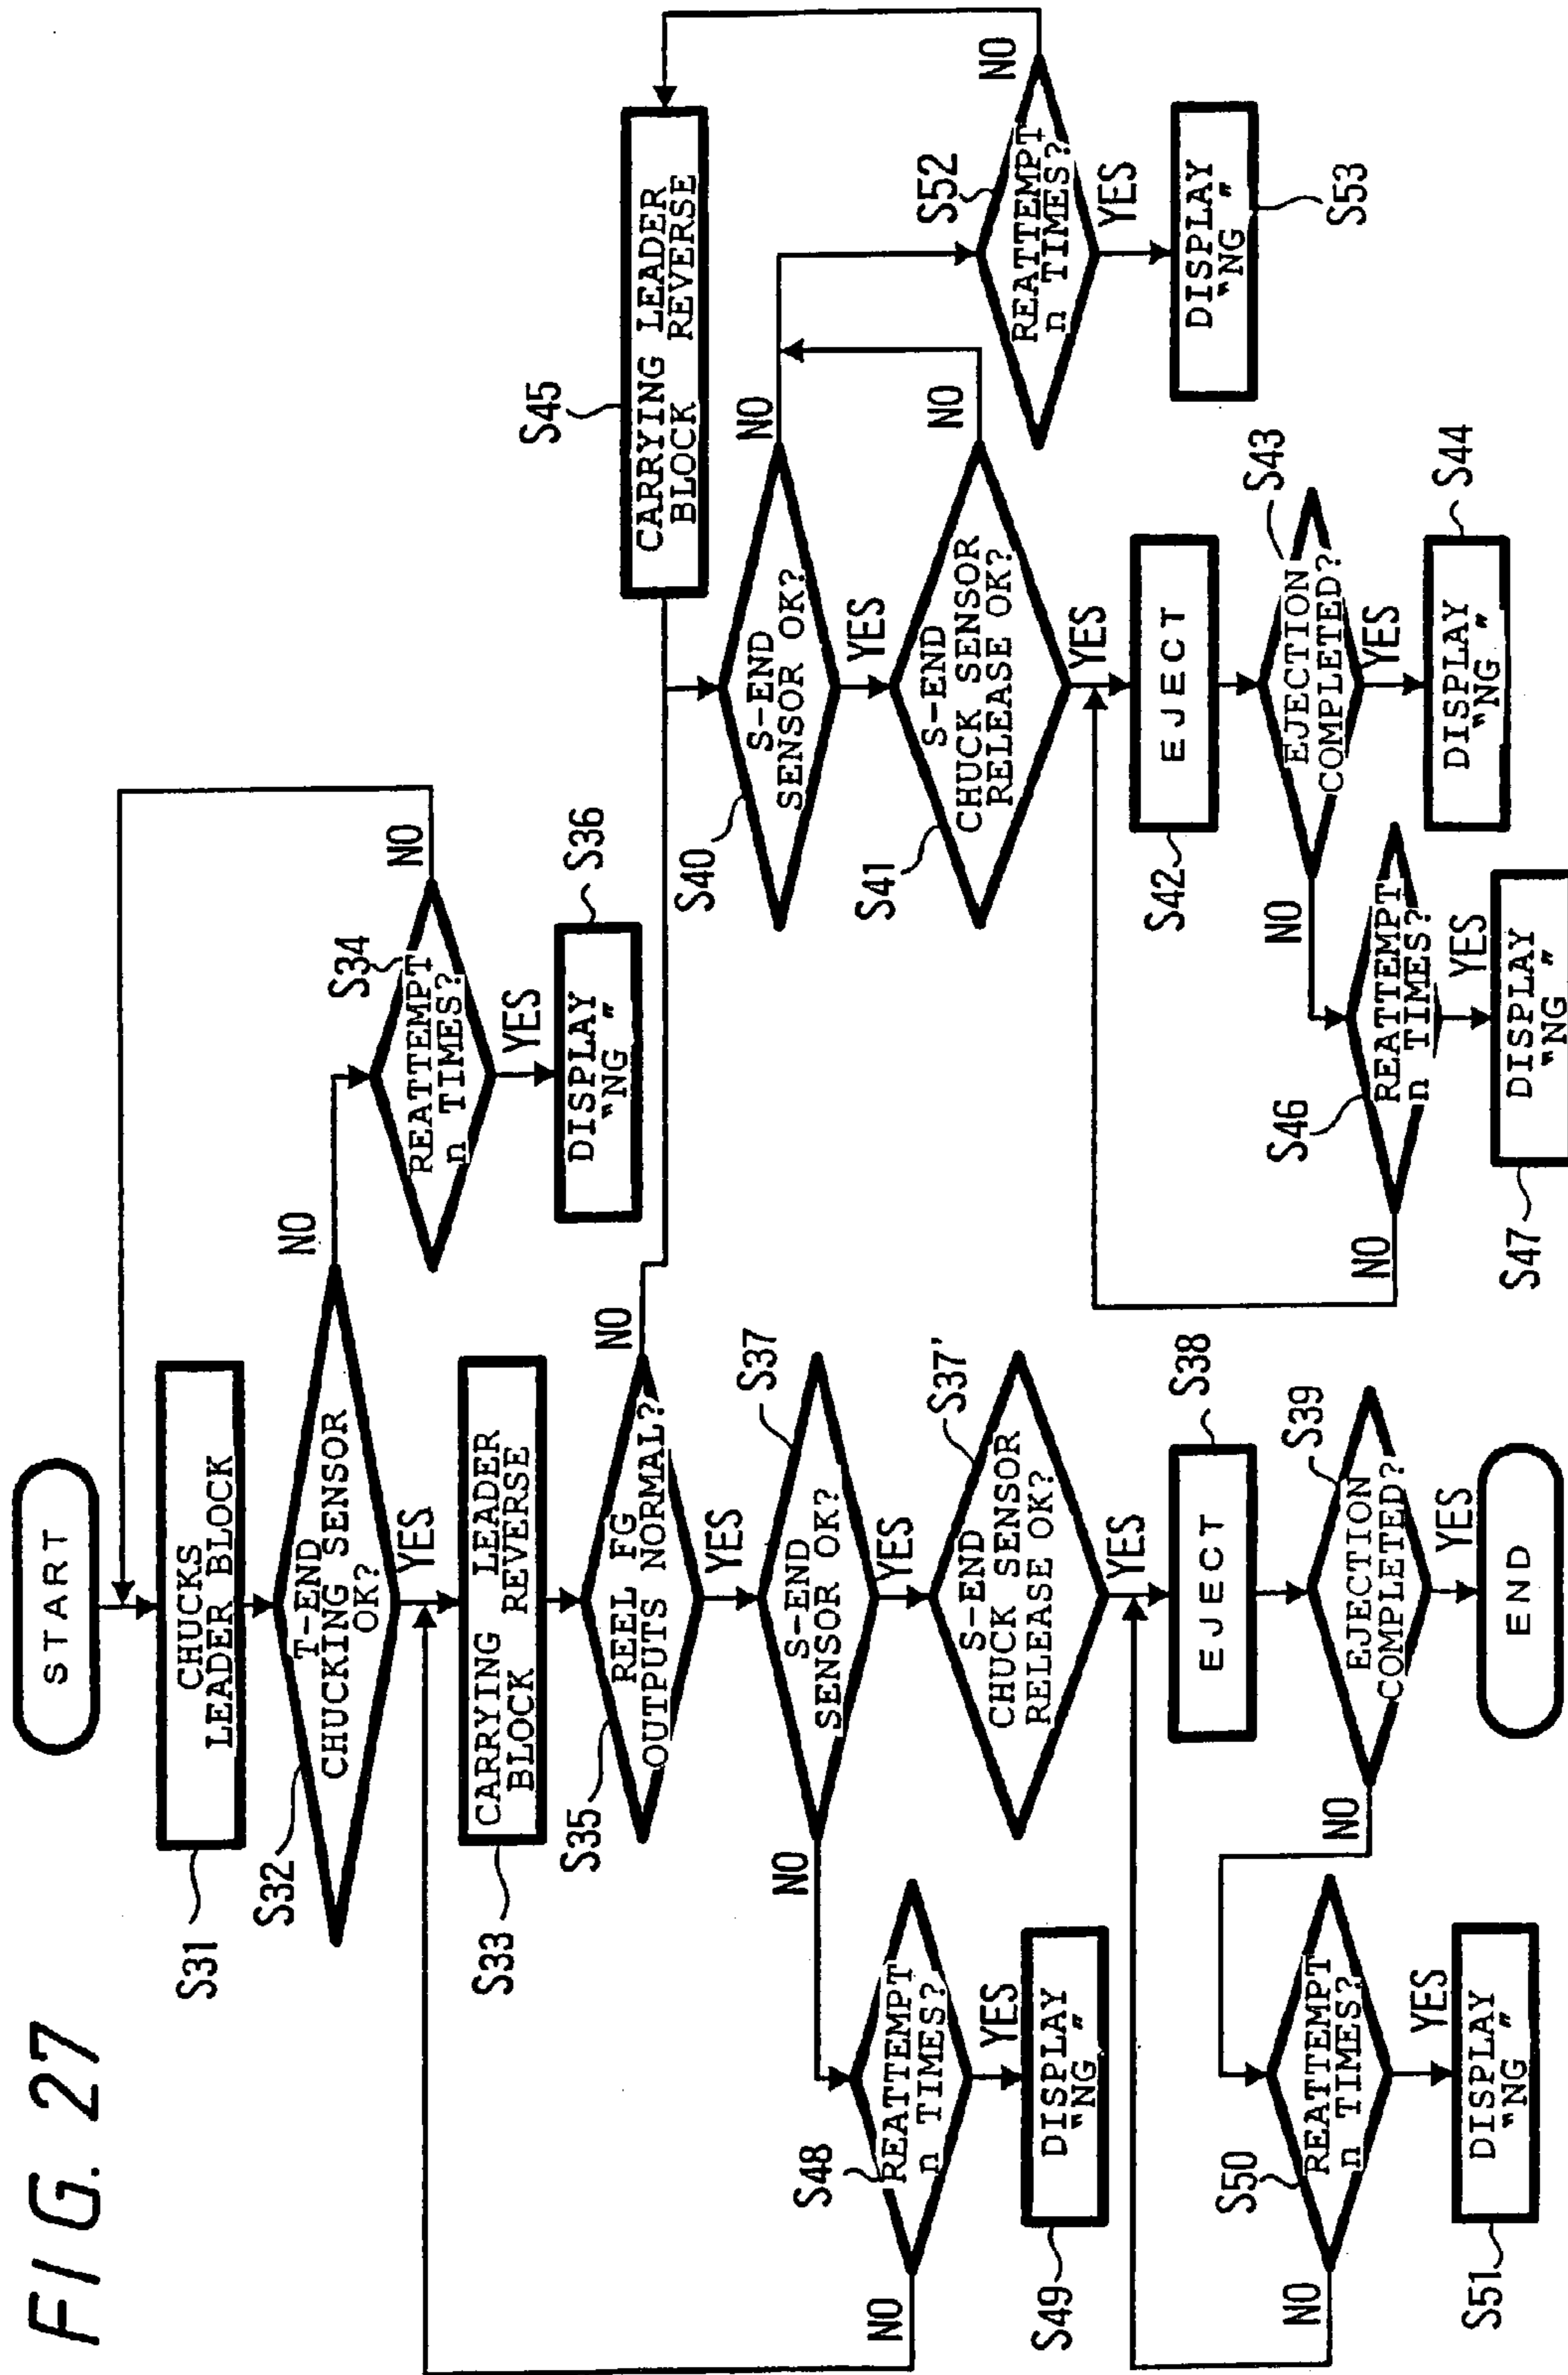 FIG. 27
START
CHUCKS
LEADER BLOCK
S31
T-END
CHUCKING SENSOR
OK?
S32
NO
YES
REATTEMPT
n TIMES?
S34
NO
YES
DISPLAY
"NG"
S36
CARRYING LEADER
BLOCK REVERSE
S33
REEL FG
OUTPUTS NORMAL?
S35
NO
YES
S-END
SENSOR OK?
S37
NO
YES
REATTEMPT
n TIMES?
S48
NO
YES
DISPLAY
"NG"
S49
S-END
CHUCK SENSOR
RELEASE OK?
S37'
YES
EJECT
S38
EJECTION
COMPLETED?
S39
NO
YES
END
REATTEMPT
n TIMES?
S50
NO
YES
DISPLAY
"NG"
S51
CARRYING LEADER
BLOCK REVERSE
S45
S-END
SENSOR OK?
S40
NO
YES
S-END
CHUCK SENSOR
RELEASE OK?
S41
NO
YES
REATTEMPT
n TIMES?
S52
NO
YES
DISPLAY
"NG"
S53
EJECT
S42
EJECTION
COMPLETED?
S43
NO
YES
DISPLAY
"NG"
S44
REATTEMPT
n TIMES?
S46
NO
YES
DISPLAY
"NG"
S47